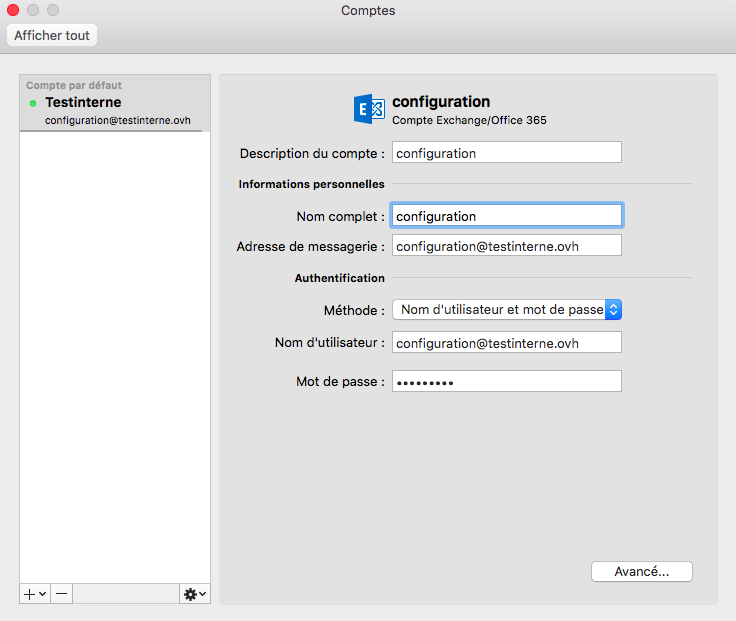 Comptes
Afficher tout
Compte par défaut
Testinterne
configuration@testinterne.ovh
E
configuration
Compte Exchange/Office 365
Description du compte : configuration
Informations personnelles
Nom complet : configuration
Adresse de messagerie : configuration@testinterne.ovh
Authentification
Méthode : Nom d'utilisateur et mot de passe
Nom d'utilisateur : configuration@testinterne.ovh
Mot de passe : •••••••••
Avancé...